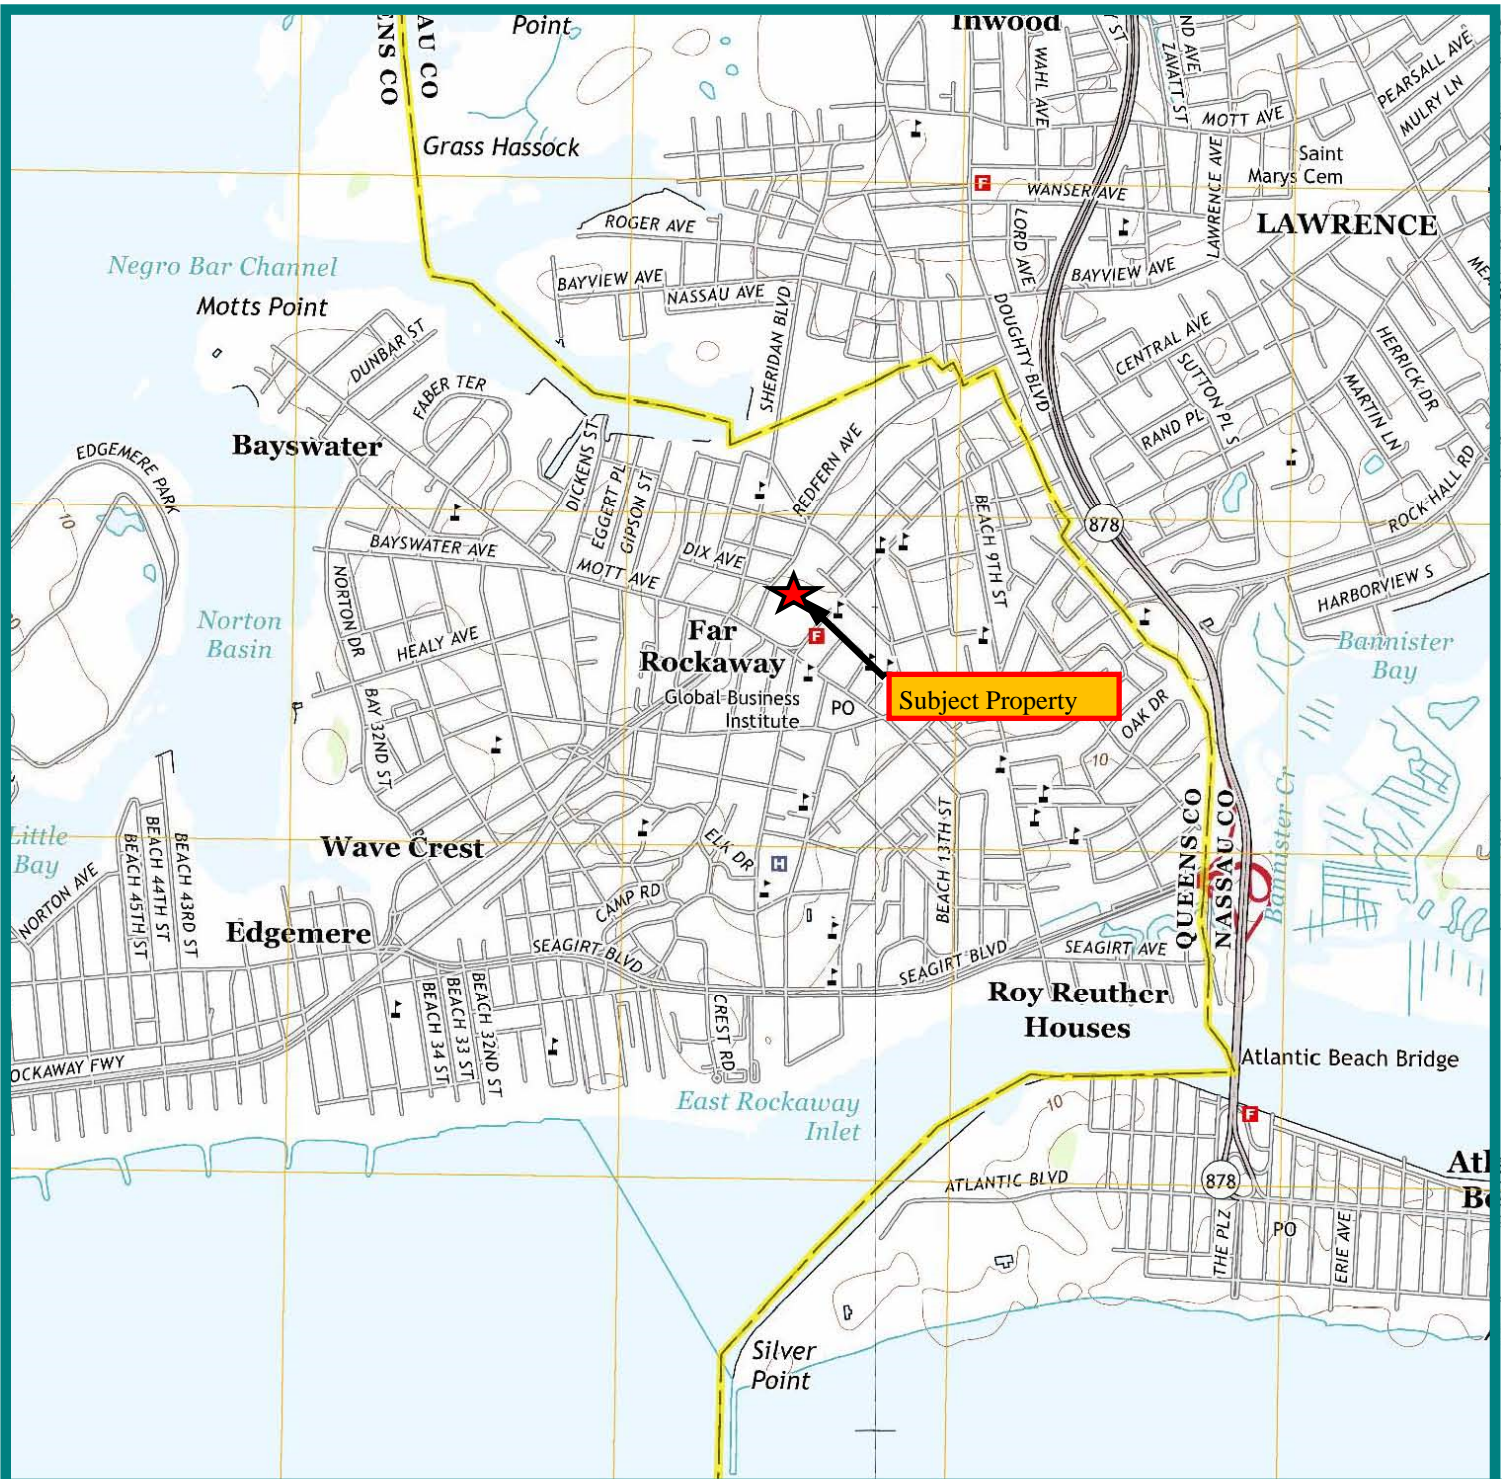 Point
Inwood
ENS CO
AU CO
WAHL AVE
ZAVATT ST
ND AVE
MOTT AVE
PEARSALL AVE
MULRY LN
Grass Hassock
Saint
Marys Cem
F
WANSER AVE
LAWRENCE AVE
LAWRENCE
LORD AVE
ROGER AVE
Negro Bar Channel
BAYVIEW AVE
BAYVIEW AVE
NASSAU AVE
Motts Point
SHERIDAN BLVD
DOUGHTY BLVD
CENTRAL AVE
HERRICK DR
DUNBAR ST
SUTTON PL S
MARTIN LN
FABER TER
RAND PL
Bayswater
EDGEMERE PARK
DICKENS ST
EGGERT PL
GIPSON ST
REDFERN AVE
ROCK HALL RD
10
BEACH 9TH ST
878
BAYSWATER AVE
DIX AVE
MOTT AVE
NORTON DR
HARBORVIEW S
Norton
Basin
HEALY AVE
Far
Rockaway
F
Bannister
Bay
Global Business
Institute
PO
Subject Property
OAK DR
BAY 32ND ST
10
Little
Bay
BEACH 45TH ST
BEACH 44TH ST
BEACH 43RD ST
Wave Crest
ELK DR
H
BEACH 13TH ST
QUEENS CO
NASSAU CO
Bannister Cr
NORTON AVE
CAMP RD
Edgemere
SEAGIRT BLVD
SEAGIRT BLVD
SEAGIRT AVE
BEACH 34 ST
BEACH 33 ST
BEACH 32ND ST
CREST RD
Roy Reuther
Houses
OCKAWAY FWY
Atlantic Beach Bridge
East Rockaway
Inlet
10
F
ATLANTIC BLVD
878
Atl
Be
THE PLZ
PO
ERIE AVE
Silver
Point